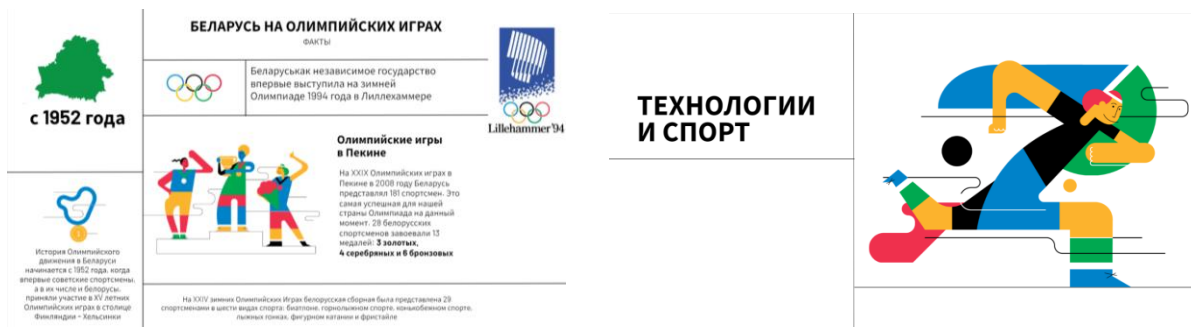 БЕЛАРУСЬ НА ОЛИМПИЙСКИХ ИГРАХ
ФАКТЫ
с 1952 года
Беларуськак независимое государство
впервые выступила на зимней
Олимпиаде 1994 года в Лиллехаммере
Lillehammer'94
Олимпийские игры
в Пекине
На XXIX Олимпийских играх в
Пекине в 2008 году Беларусь
представлял 181 спортсмен. Это
самая успешная для нашей
страны Олимпиада на данный
момент. 28 белорусских
спортсменов завоевали 13
медалей: 3 золотых,
4 серебряных и 6 бронзовых
История Олимпийского
движения в Беларуси
начинается с 1952 года, когда
впервые советские спортсмены,
а в их числе и белорусы,
приняли участие в XV летних
Олимпийских играх в столице
Финляндии - Хельсинки
На XXIV зимних Олимпийских Играх белорусская сборная была представлена 29
спортсменами в шести видах спорта: биатлоне, горнолыжном спорте, конькобежном спорте,
лыжных гонках, фигурном катании и фристайле
ТЕХНОЛОГИИ
И СПОРТ